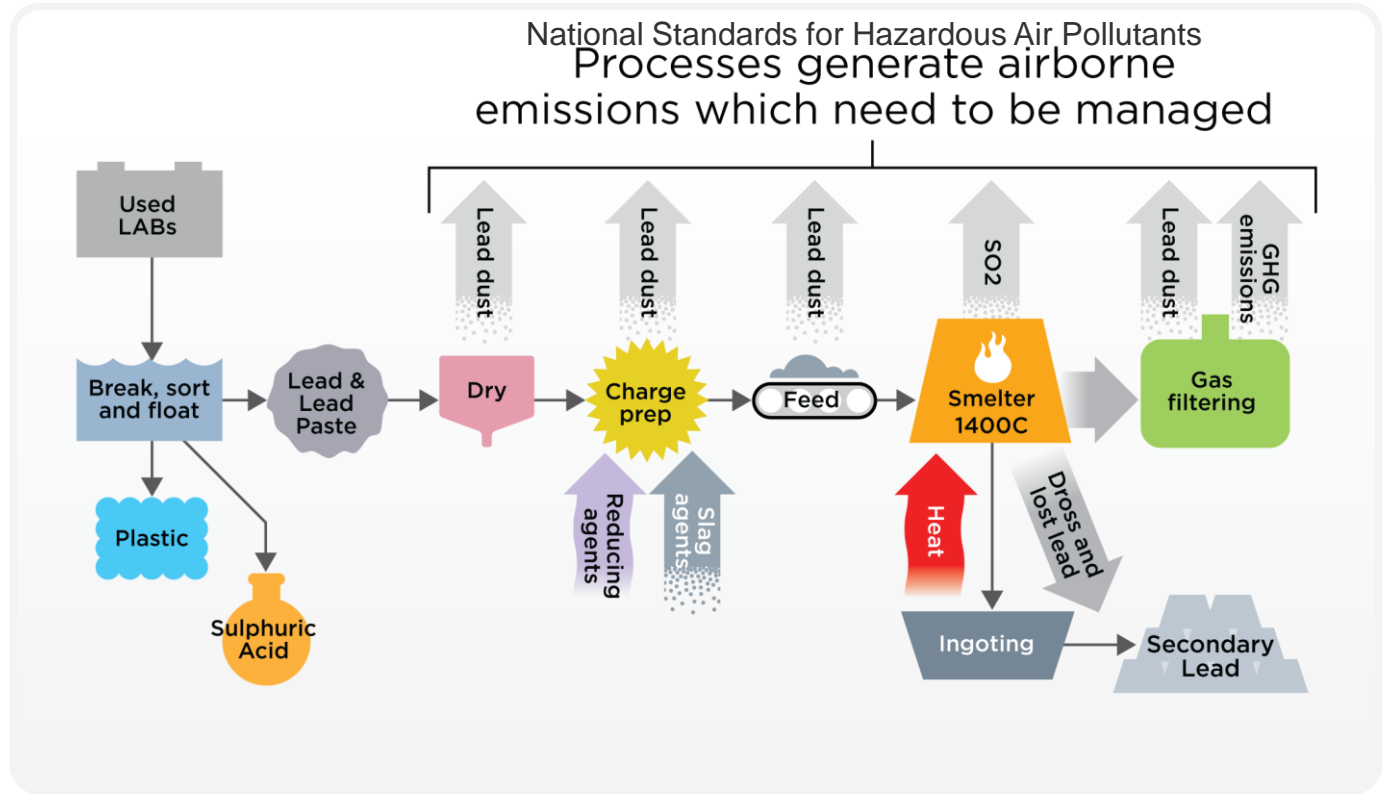 National Standards for Hazardous Air Pollutants
Processes generate airborne
emissions which need to be managed
Used
LABs
Lead dust
Lead dust
Lead dust
SO2
Lead dust
GHG
emissions
Break, sort
and float
Lead &
Lead
Paste
Dry
Charge
prep
Feed
Smelter
1400C
Gas
filtering
Plastic
Sulphuric
Acid
Reducing
agents
Slag
agents
Heat
Dross and
lost lead
Ingoting
Secondary
Lead